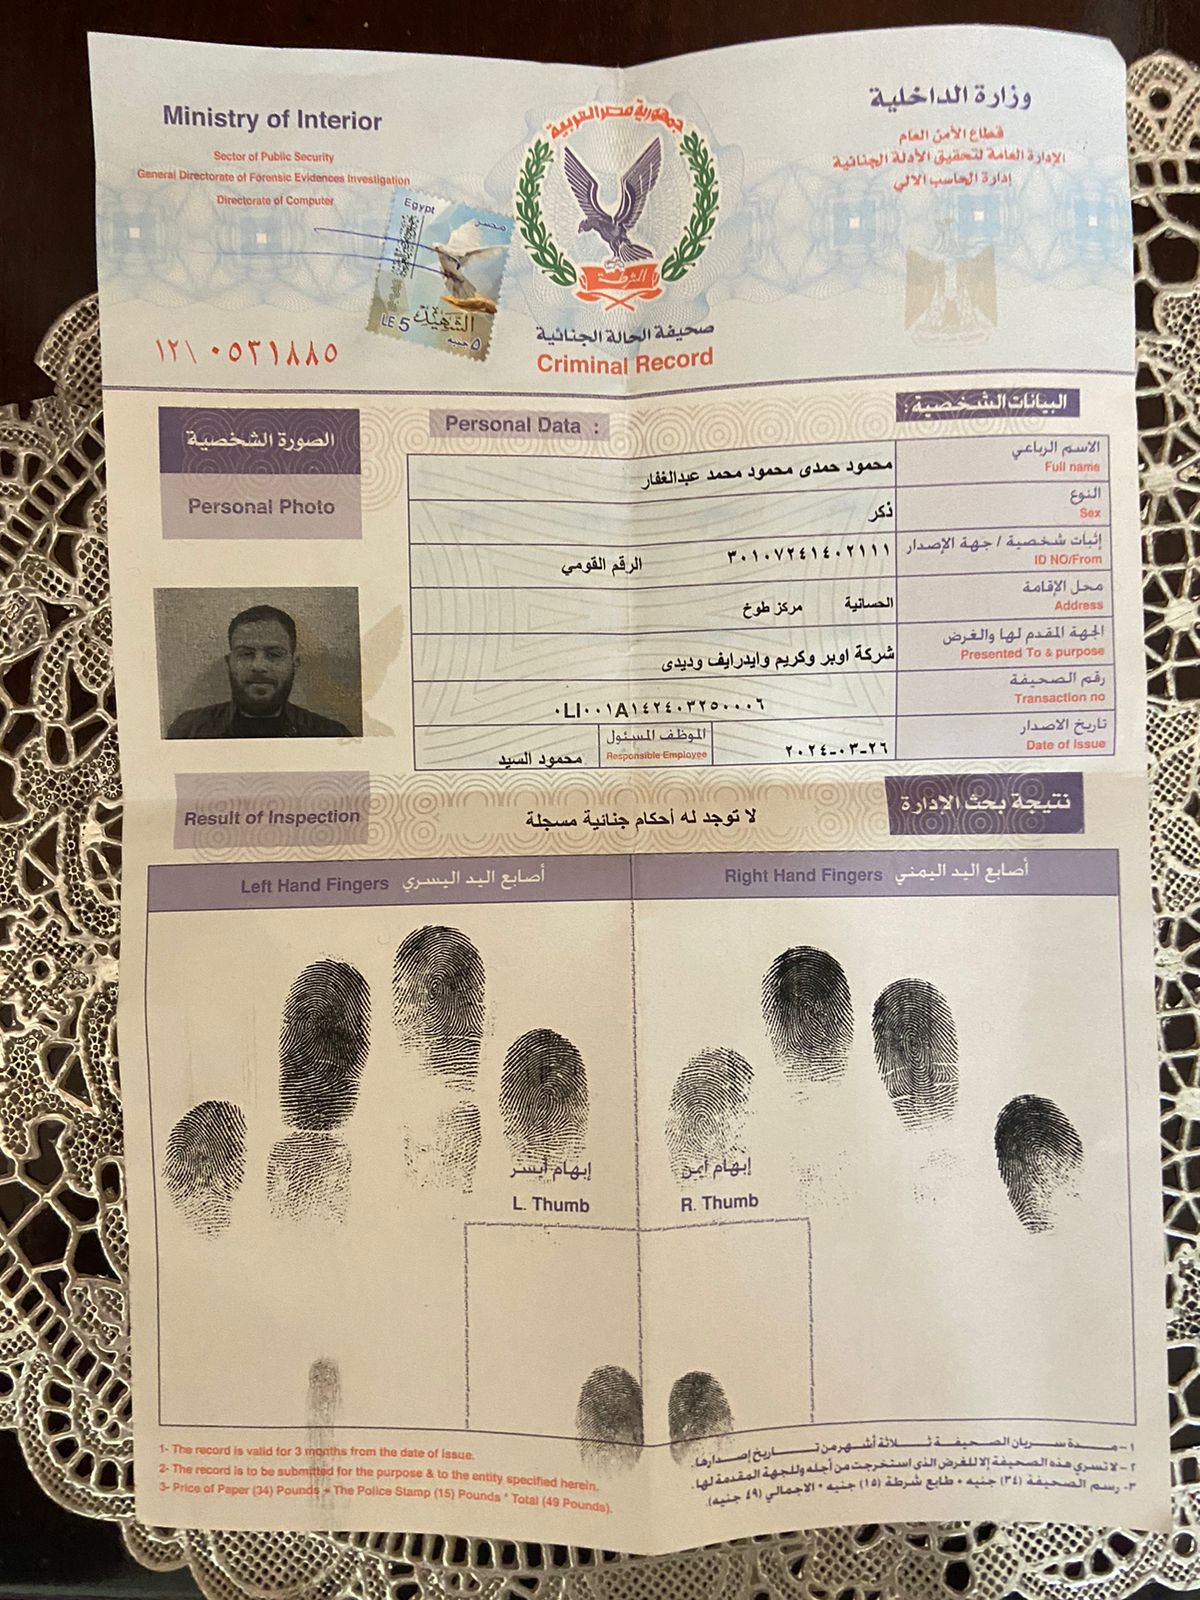 Ministry of Interior
Sector of Public Security
General Directorate of Forensic Evidences Investigation
Directorate of Computer
وزارة الداخلية
قطاع الأمن العام
الإدارة العامة لتحقيق الأدلة الجنائية
إدارة الحاسب الالي
جمهورية مصر العربية
الشرطة
Egypt
مصر
الشهيد
LE 5
٥ جنيه
صحيفة الحالة الجنائية
Criminal Record
١٢١ ٠٥٣١٨٨٥
البيانات الشخصية :
Personal Data :
الصورة الشخصية
Personal Photo
الاسم الرباعي
Full name
محمود حمدى محمود محمد عبدالغفار
النوع
Sex
ذكر
إثبات شخصية / جهة الإصدار
ID NO/From
٣٠١٠٧٢٤١٤٠٢١١١ الرقم القومي
محل الإقامة
Address
الحسانية مركز طوخ
الجهة المقدم لها والغرض
Presented To & purpose
شركة اوبر وكريم وايدرايف وديدى
رقم الصحيفة
Transaction no
٠LI٠٠١A١٤٢٤٠٣٢٥٠٠٠٦
تاريخ الاصدار
Date of Issue
٢٠٢٤-٠٣-٢٦
الموظف المسئول
Responsible Employee
محمود السيد
نتيجة بحث الإدارة
لا توجد له أحكام جنائية مسجلة
Result of Inspection
Left Hand Fingers أصابع اليد اليسري
Right Hand Fingers أصابع اليد اليمني
إبهام أيسر
L. Thumb
إبهام أيمن
R. Thumb
1- The record is valid for 3 months from the date of issue.
2- The record is to be submitted for the purpose & to the entity specified herein.
3- Price of Paper (34) Pounds * The Police Stamp (15) Pounds * Total (49 Pounds).
١- مدة سريان الصحيفة ثلاثة أشهر من تاريخ إصدارها.
٢- لا تسري هذه الصحيفة إلا للغرض الذي استخرجت من أجله وللجهة المقدمة لها.
٣- رسم الصحيفة (٣٤) جنيه * طابع شرطة (١٥) جنيه * الاجمالي (٤٩ جنيه).